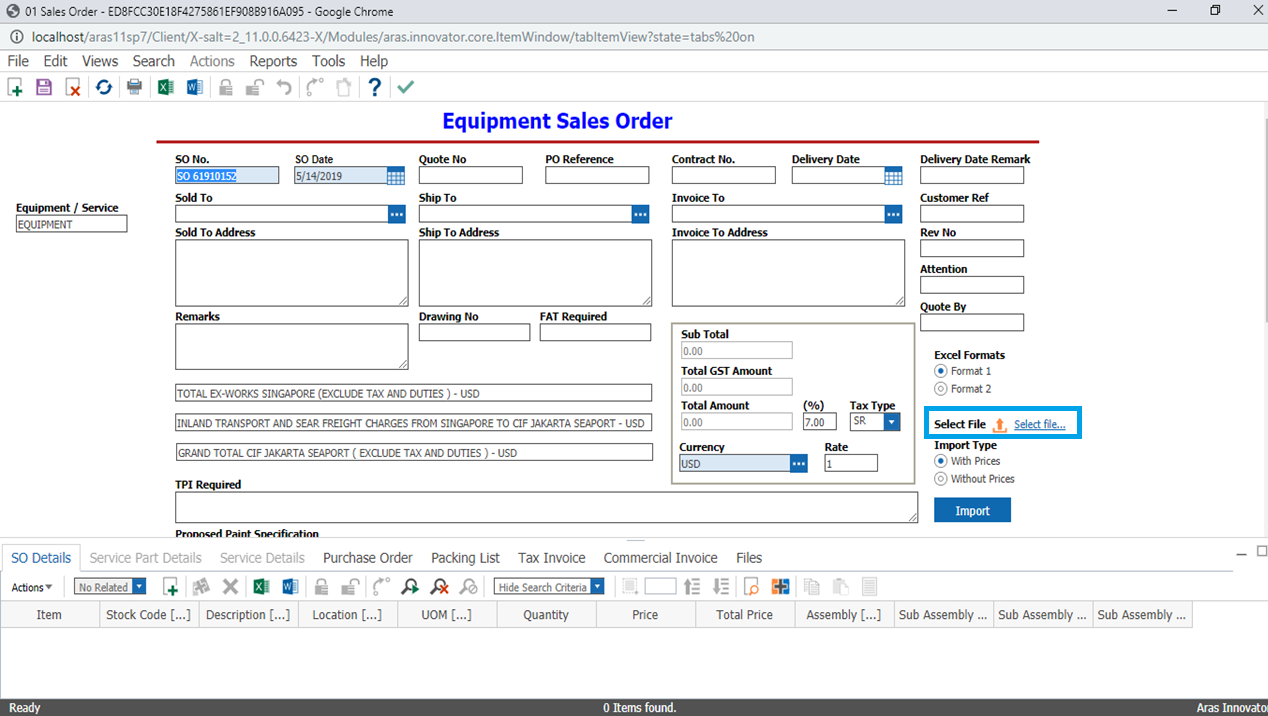 01 Sales Order - ED8FCC30E18F4275861EF908B916A095 - Google Chrome
localhost/aras11sp7/Client/X-salt=2_11.0.0.6423-X/Modules/aras.innovator.core.ItemWindow/tabItemView?state=tabs%20on
File Edit Views Search Actions Reports Tools Help
Equipment Sales Order
SO No. SO Date Quote No PO Reference Contract No. Delivery Date Delivery Date Remark
SO 61910152 5/14/2019
Sold To Ship To Invoice To Customer Ref
Equipment / Service
EQUIPMENT
Sold To Address Ship To Address Invoice To Address Rev No
Attention
Quote By
Remarks Drawing No FAT Required
Sub Total
0.00
Total GST Amount
0.00
Total Amount (%) Tax Type
0.00 7.00 SR
Currency Rate
USD 1
Excel Formats
Format 1
Format 2
TOTAL EX-WORKS SINGAPORE (EXCLUDE TAX AND DUTIES ) - USD
INLAND TRANSPORT AND SEAR FREIGHT CHARGES FROM SINGAPORE TO CIF JAKARTA SEAPORT - USD
GRAND TOTAL CIF JAKARTA SEAPORT ( EXCLUDE TAX AND DUTIES ) - USD
Select File Select file...
Import Type
With Prices
Without Prices
Import
TPI Required
Proposed Paint Specification
SO Details Service Part Details Service Details Purchase Order Packing List Tax Invoice Commercial Invoice Files
Actions No Related Hide Search Criteria
Item Stock Code [...] Description [...] Location [...] UOM [...] Quantity Price Total Price Assembly [...] Sub Assembly ... Sub Assembly ... Sub Assembly ...
Ready 0 Items found. Aras Innovato